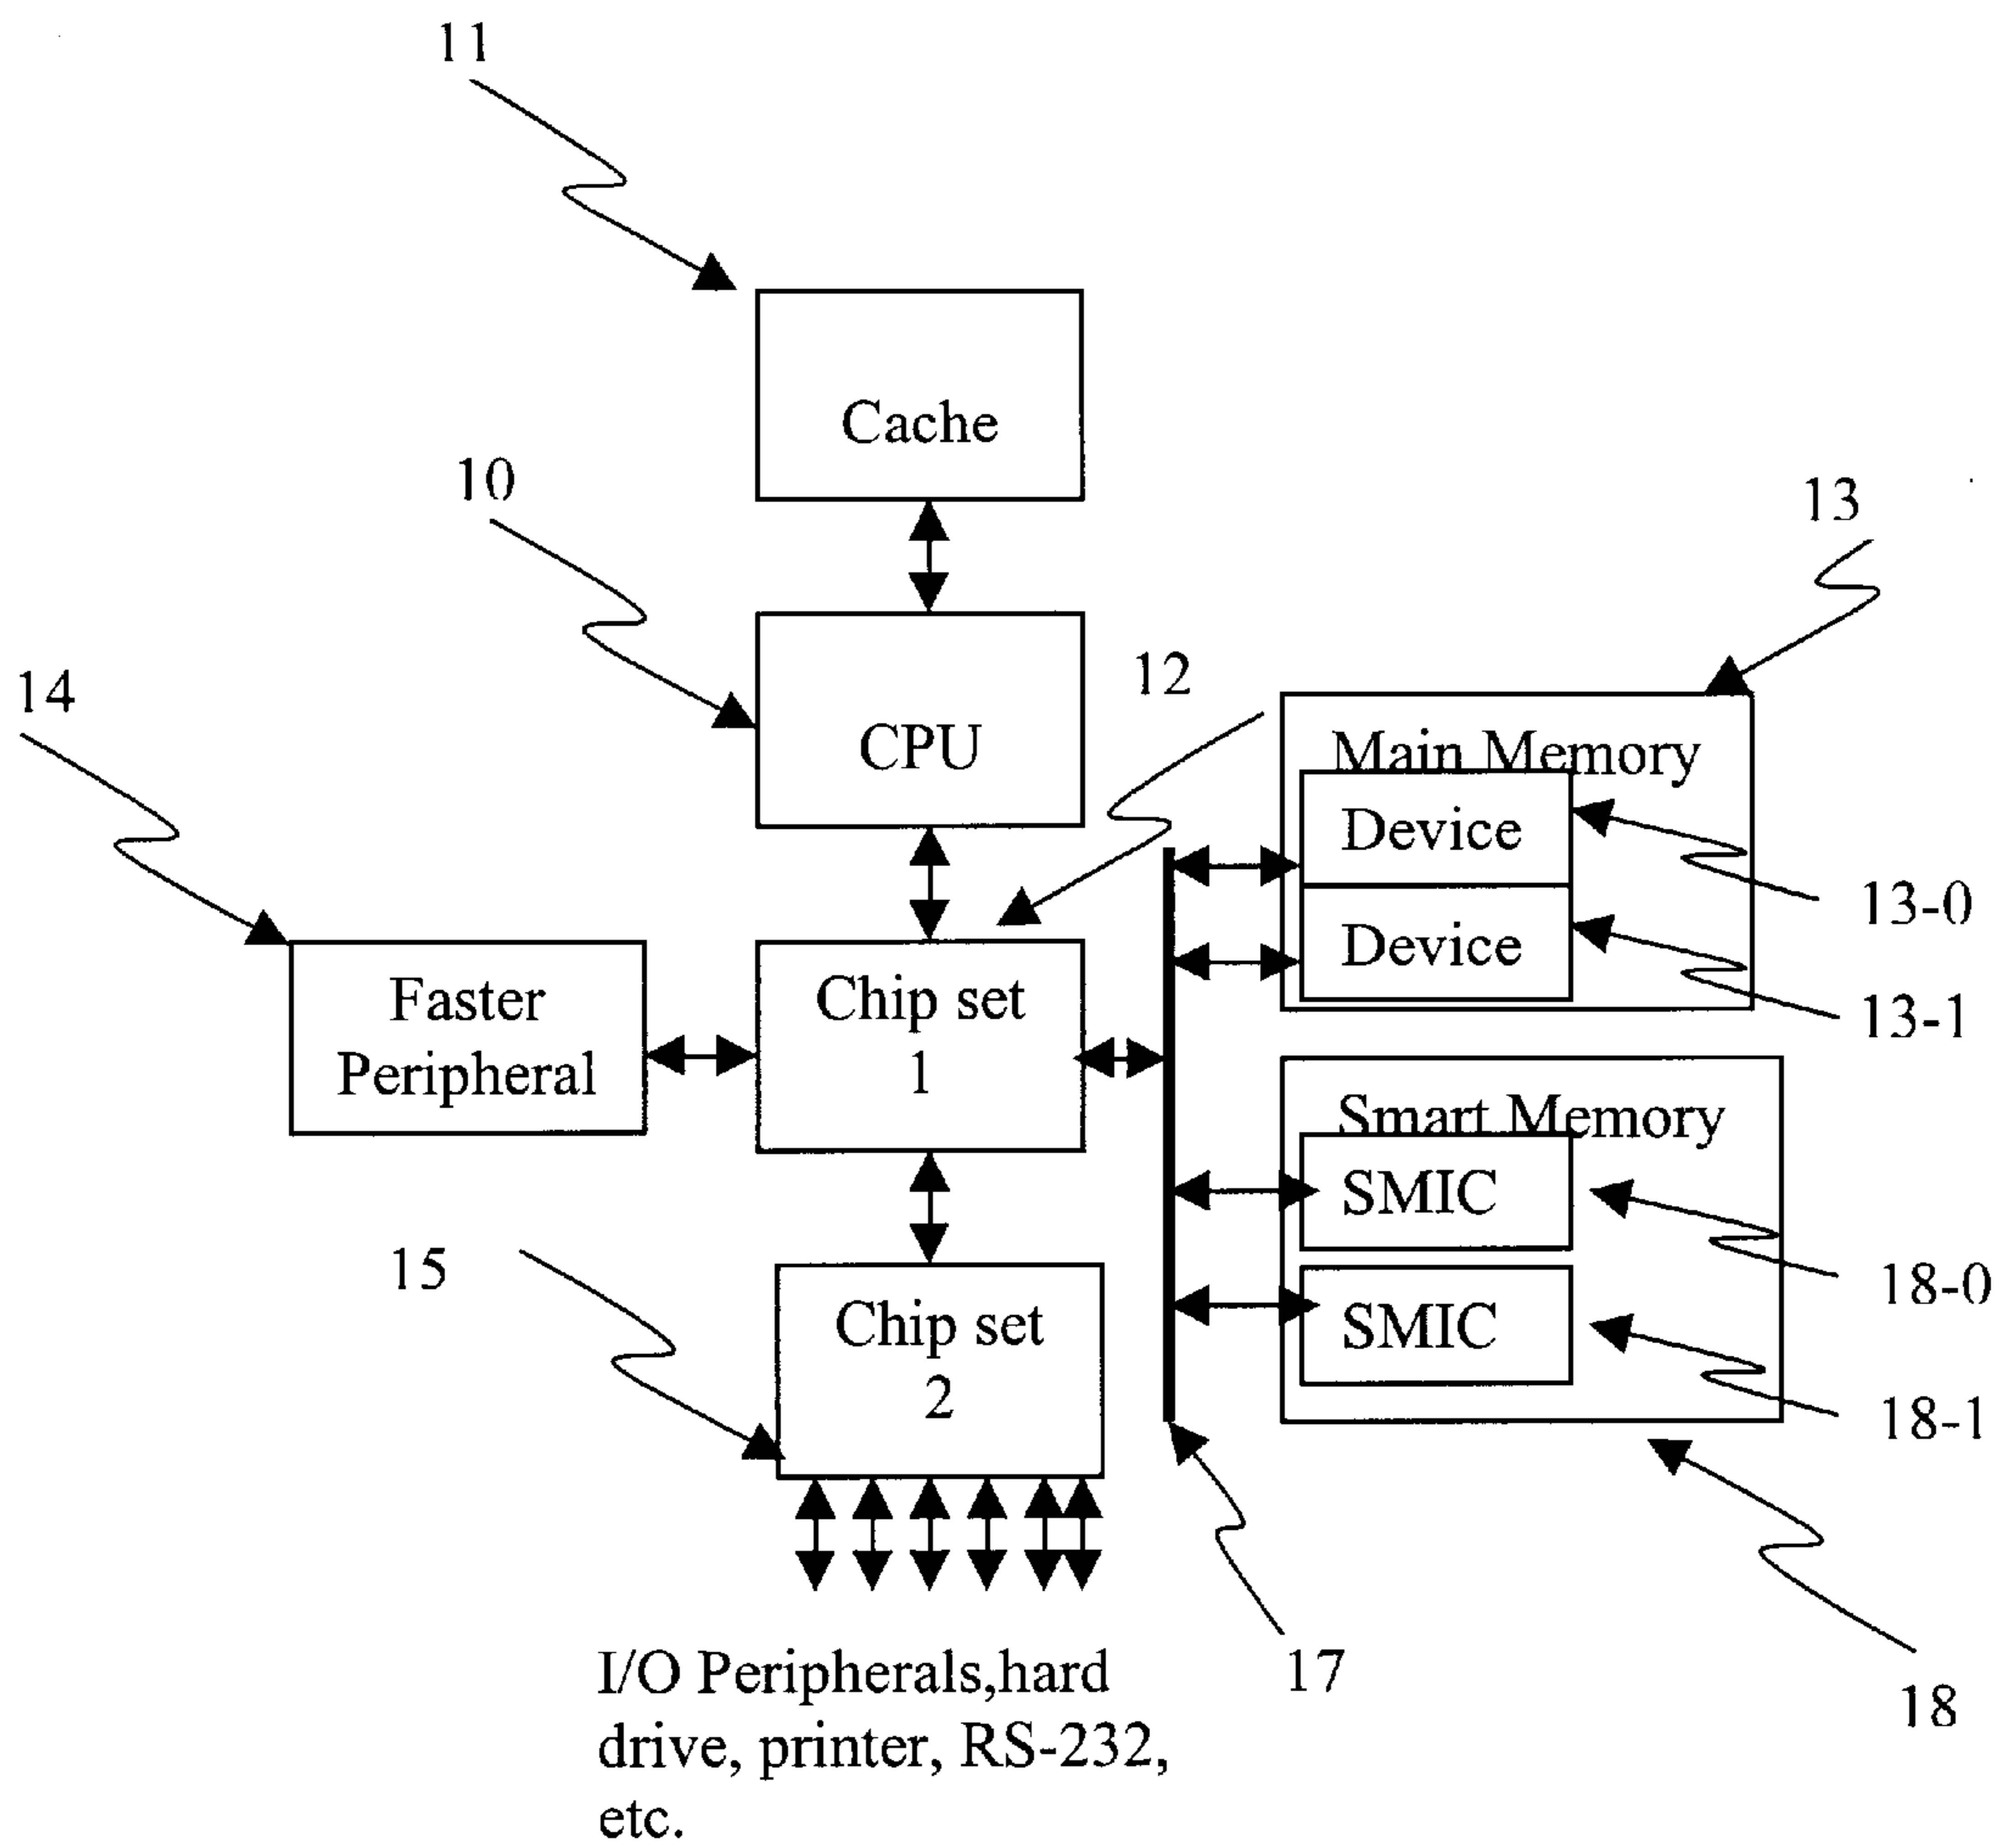 11
Cache
10
13
12
14
CPU
Main Memory
Device
13-0
Device
13-1
Faster
Peripheral
Chip set
1
Smart Memory
SMIC
18-0
SMIC
18-1
15
Chip set
2
17
18
I/O Peripherals,hard
drive, printer, RS-232,
etc.